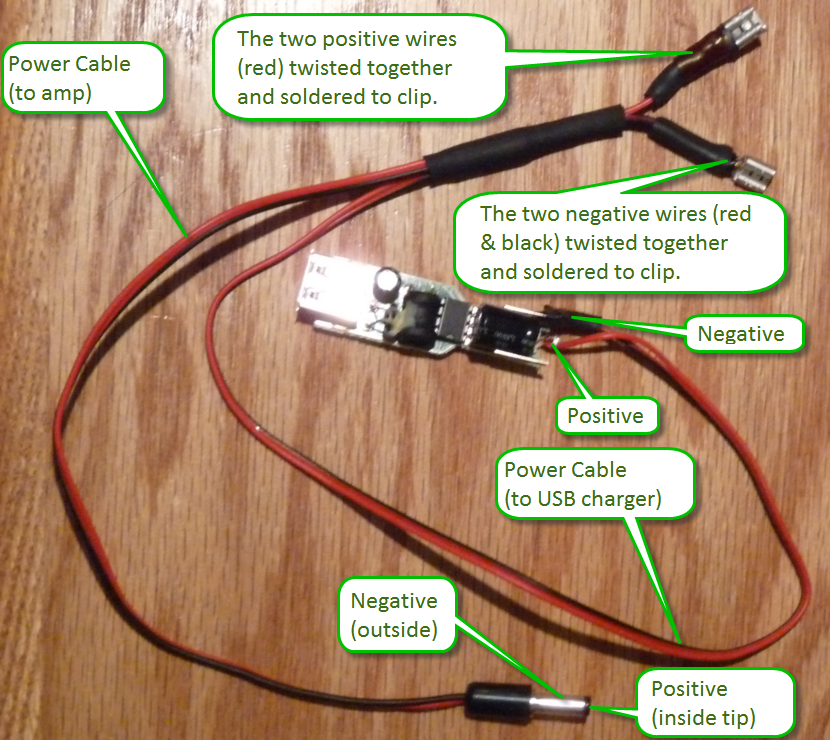 The two positive wires
(red) twisted together
and soldered to clip.
Power Cable
(to amp)
The two negative wires (red
& black) twisted together
and soldered to clip.
Negative
Positive
Power Cable
(to USB charger)
Negative
(outside)
Positive
(inside tip)